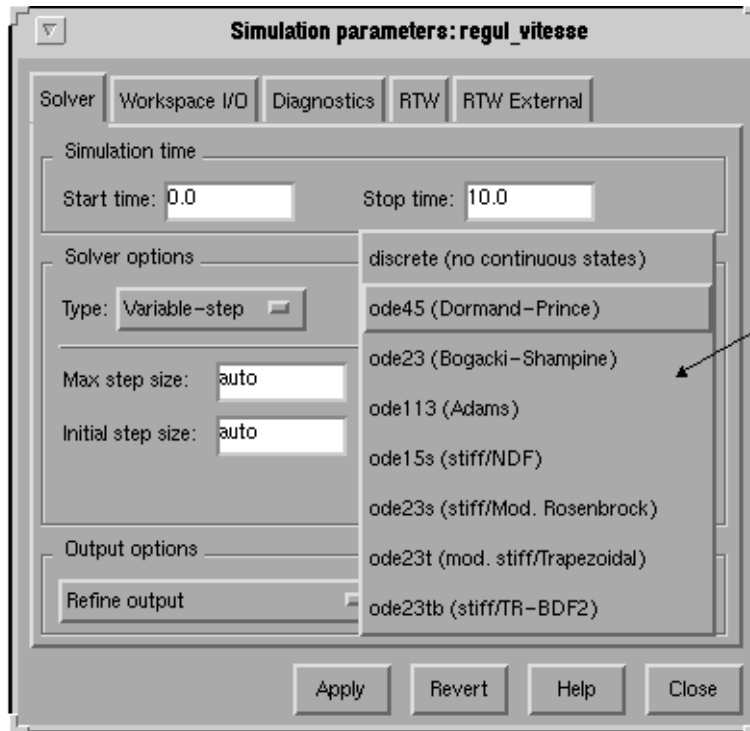 Simulation parameters: regul_vitesse
Solver Workspace I/O Diagnostics RTW RTW External
Simulation time
Start time: 0.0 Stop time: 10.0
Solver options
Type: Variable-step
Max step size: auto
Initial step size: auto
discrete (no continuous states)
ode45 (Dormand-Prince)
ode23 (Bogacki-Shampine)
ode113 (Adams)
ode15s (stiff/NDF)
ode23s (stiff/Mod. Rosenbrock)
ode23t (mod. stiff/Trapezoidal)
ode23tb (stiff/TR-BDF2)
Output options
Refine output
Apply Revert Help Close